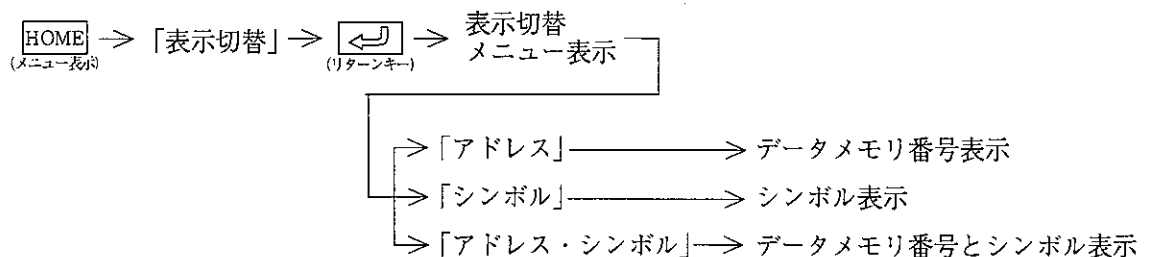 HOME → 「表示切替」 → → 表示切替
(メニュー表示) (リターンキー) メニュー表示
「アドレス」 → データメモリ番号表示
「シンボル」 → シンボル表示
「アドレス・シンボル」 → データメモリ番号とシンボル表示